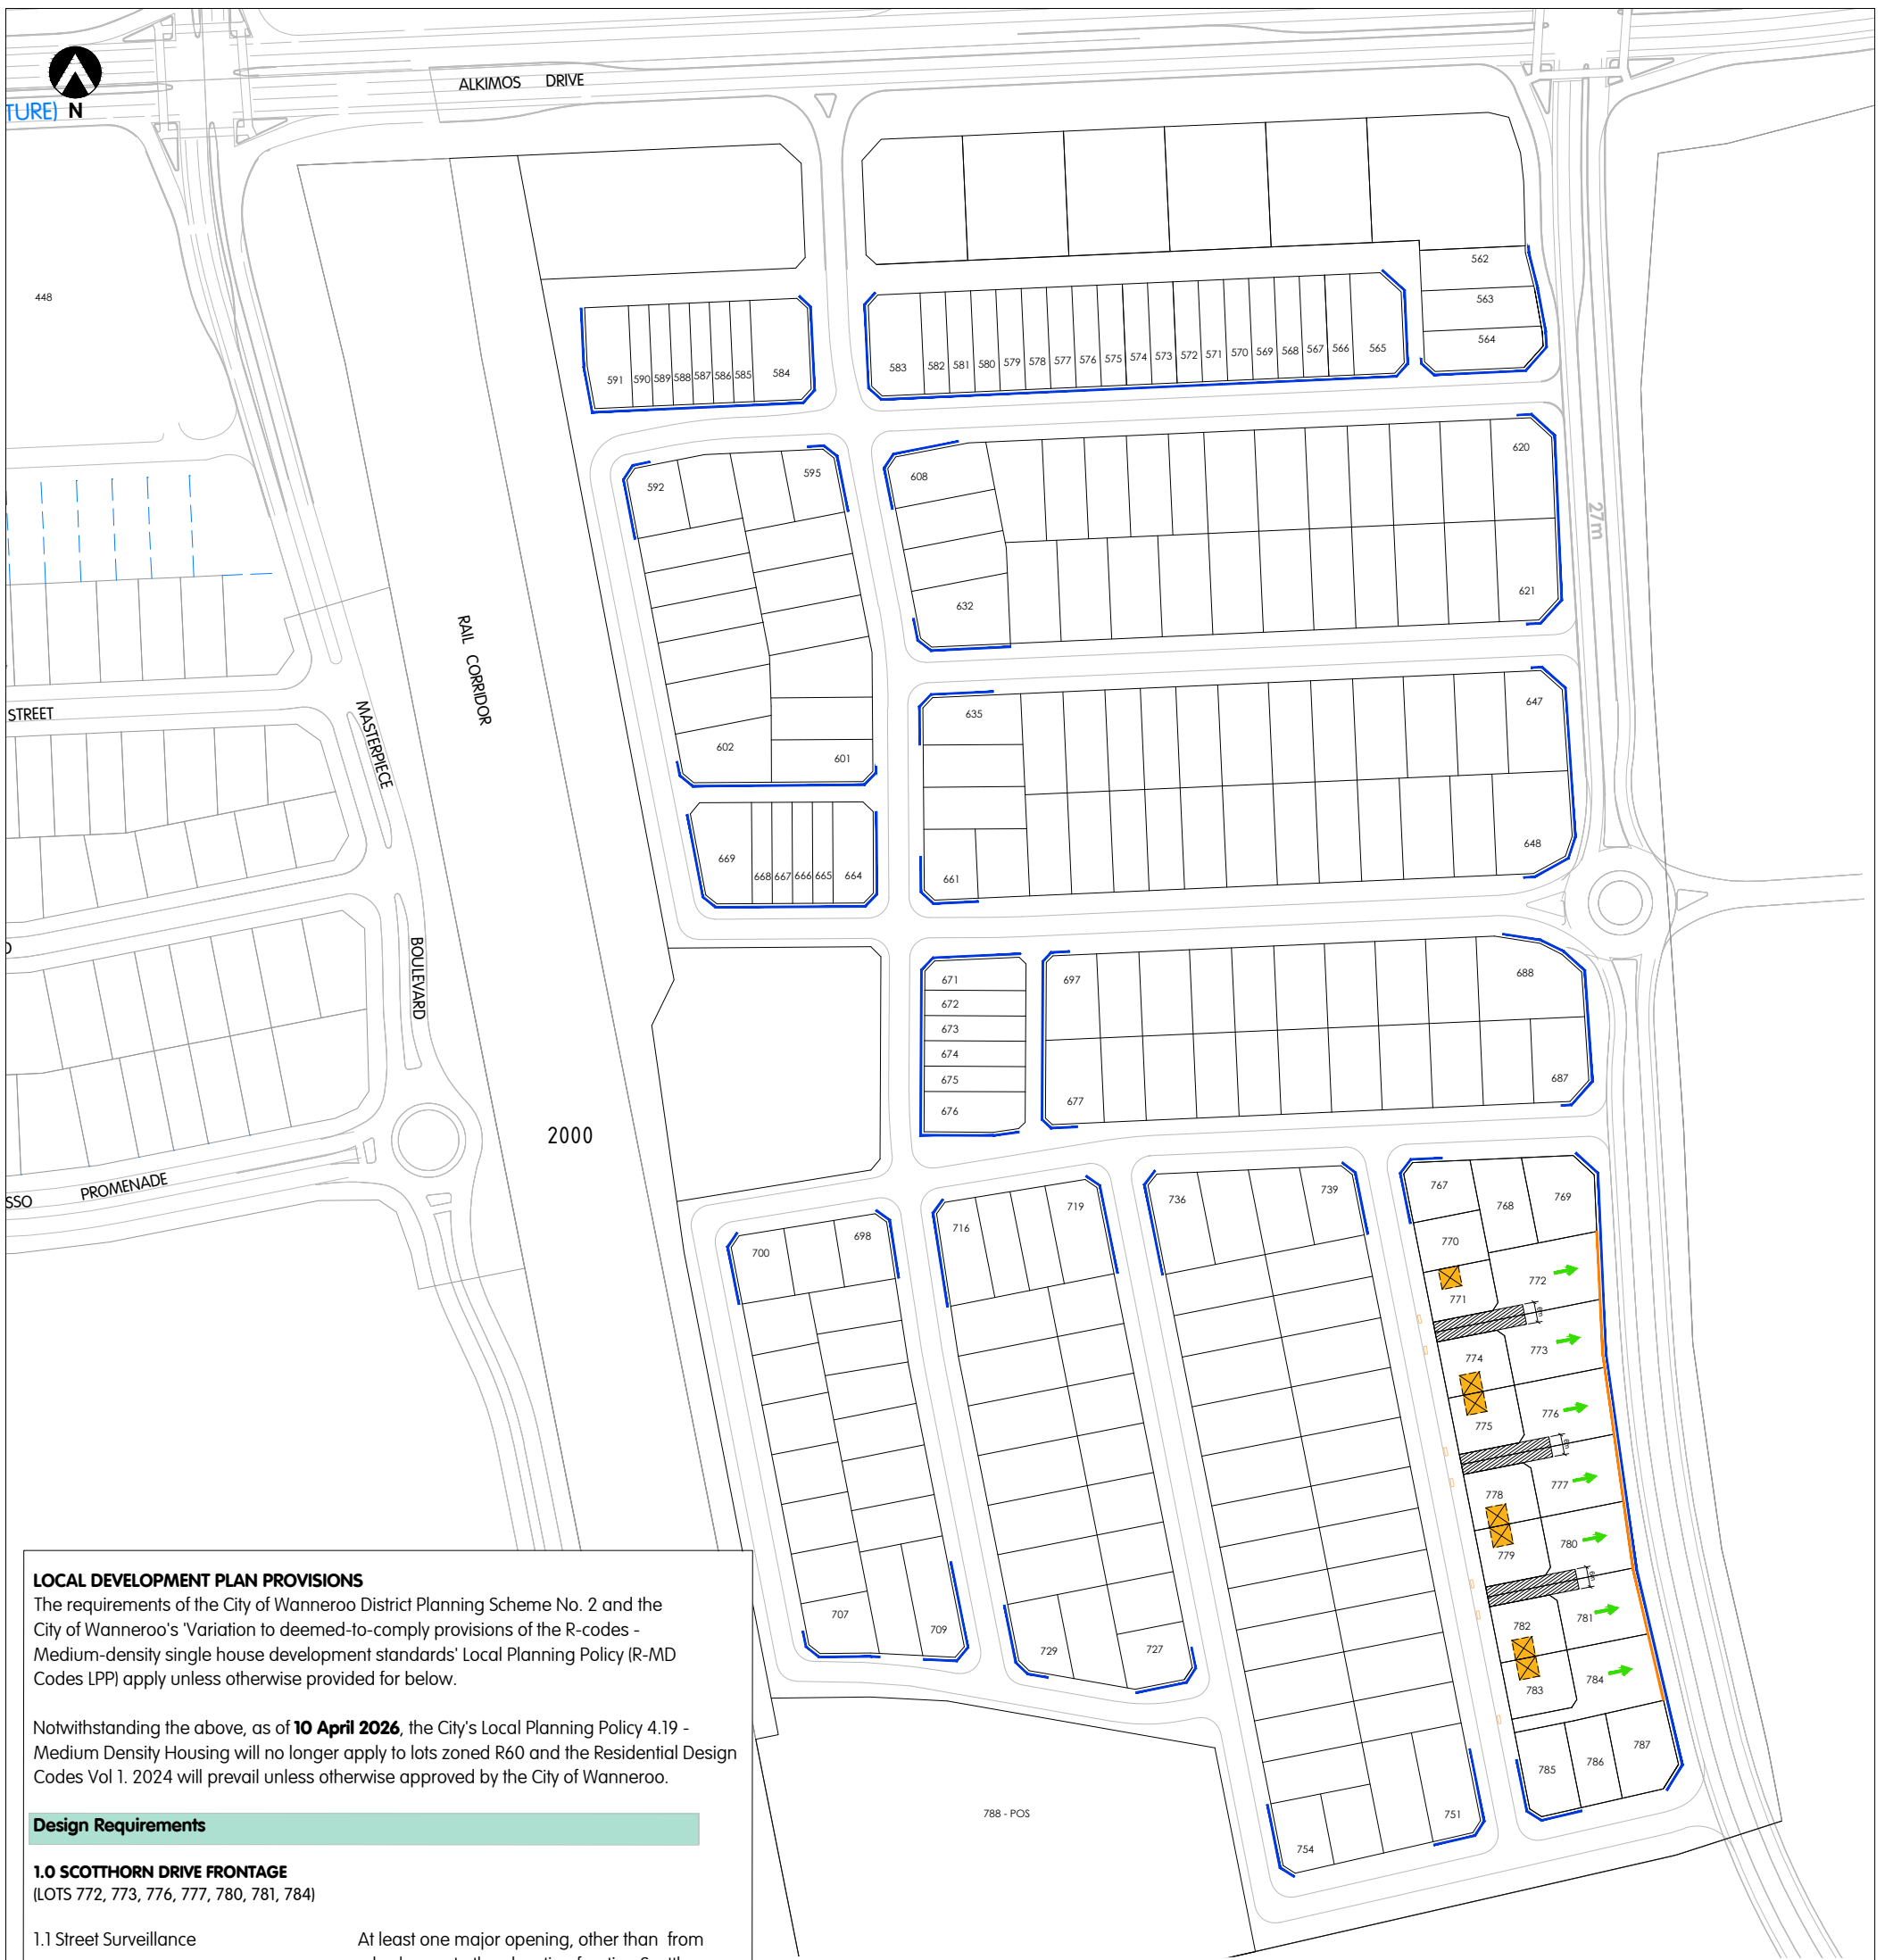 ALKIMOS DRIVE
TURE) N
448
562
563
564
591 590 589 588 587 586 585 584
583 582 581 580 579 578 577 576 575 574 573 572 571 570 569 568 567 566 565
592
595
608
620
27m
632
621
RAIL CORRIDOR
STREET
MASTERPIECE
BOULEVARD
635
647
602
601
669 668 667 666 665 664
661
648
671
672
673
674
675
676
697
688
677
687
2000
SSO PROMENADE
700
698
716
719
736
739
767
768
769
770
771
772
773
774
775
776
777
778
779
780
781
782
783
784
785
786
787
707
709
729
727
754
751
788 - POS
LOCAL DEVELOPMENT PLAN PROVISIONS
The requirements of the City of Wanneroo District Planning Scheme No. 2 and the
City of Wanneroo's 'Variation to deemed-to-comply provisions of the R-codes -
Medium-density single house development standards' Local Planning Policy (R-MD
Codes LPP) apply unless otherwise provided for below.
Notwithstanding the above, as of 10 April 2026, the City's Local Planning Policy 4.19 -
Medium Density Housing will no longer apply to lots zoned R60 and the Residential Design
Codes Vol 1. 2024 will prevail unless otherwise approved by the City of Wanneroo.
Design Requirements
1.0 SCOTTHORN DRIVE FRONTAGE
(LOTS 772, 773, 776, 777, 780, 781, 784)
1.1 Street Surveillance At least one major opening, other than from